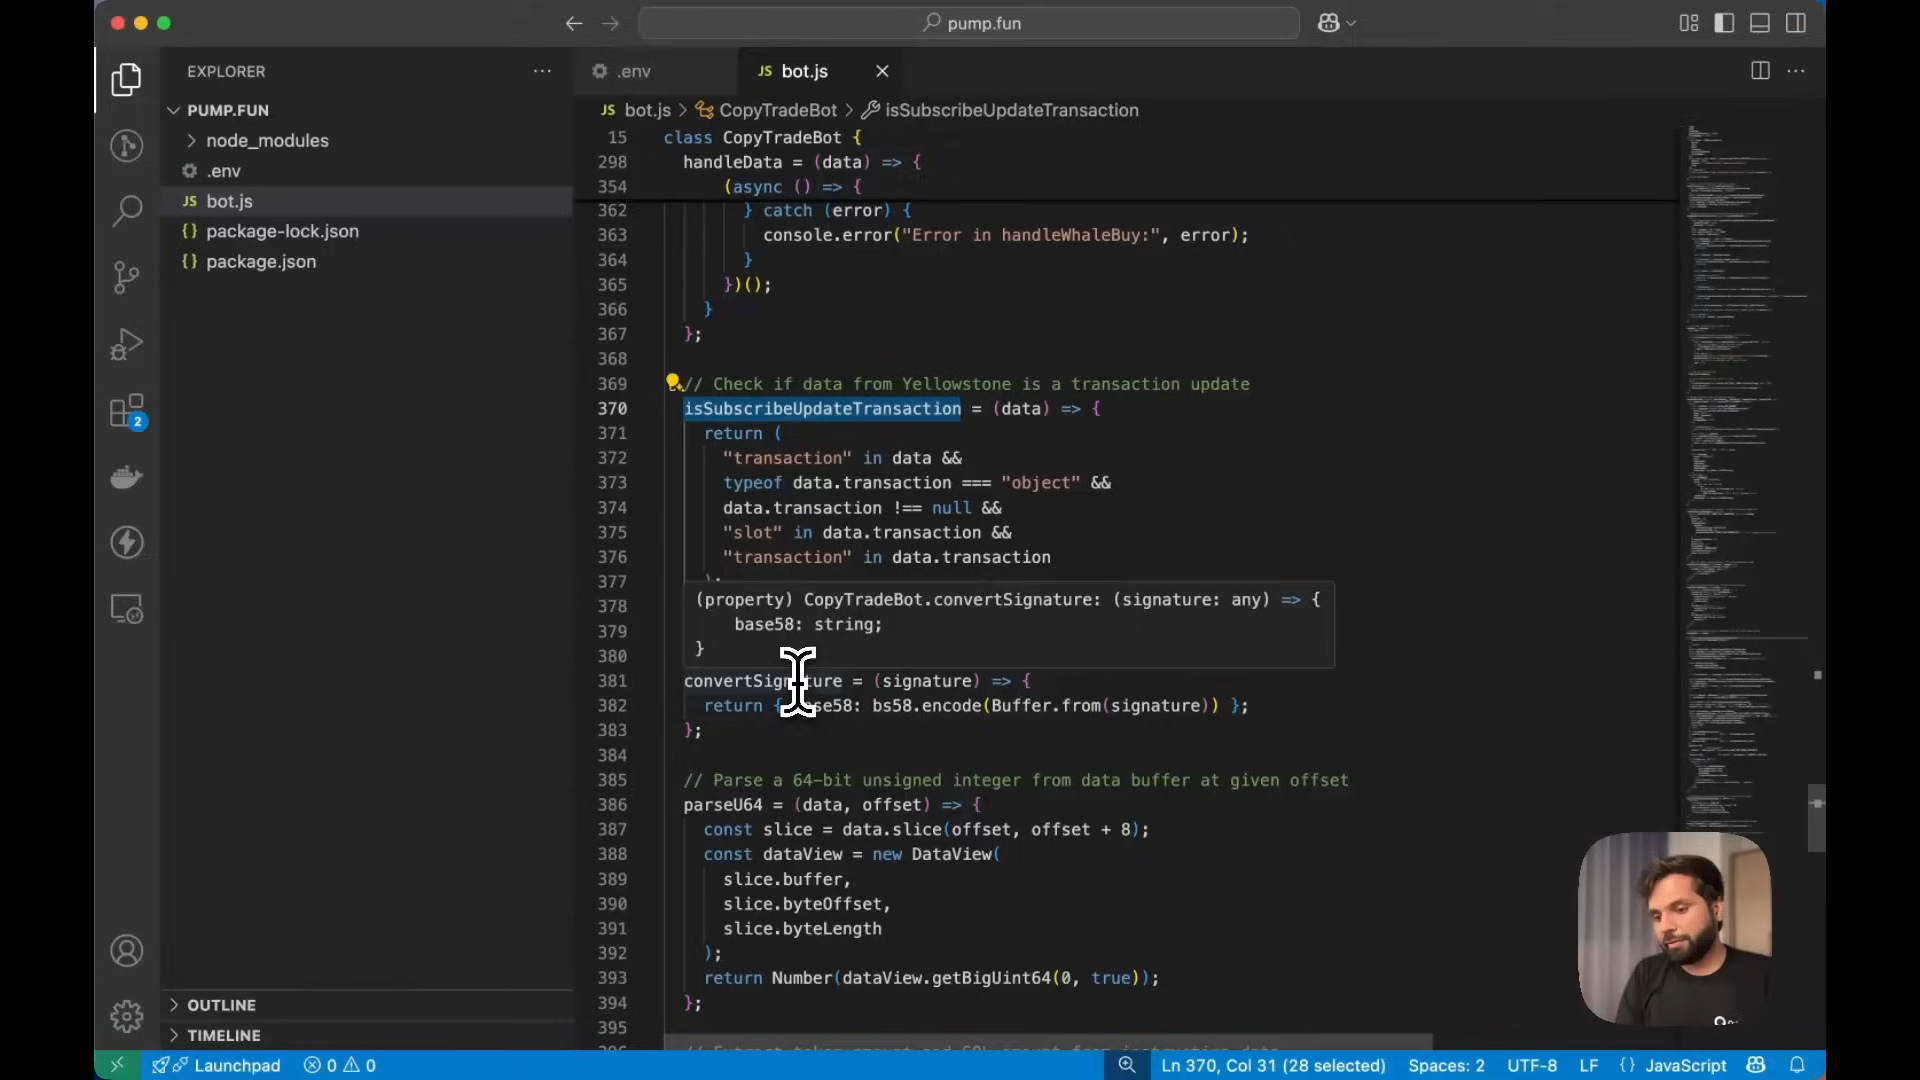 pump.fun
EXPLORER
.env
JS bot.js
PUMP.FUN
node_modules
.env
JS bot.js
{} package-lock.json
{} package.json
2
JS bot.js > CopyTradeBot > isSubscribeUpdateTransaction
15 class CopyTradeBot {
298 handleData = (data) => {
354 (async () => {
362 } catch (error) {
363 console.error("Error in handleWhaleBuy:", error);
364 }
365 })();
366 }
367 };
368
369 // Check if data from Yellowstone is a transaction update
370 isSubscribeUpdateTransaction = (data) => {
371 return (
372 "transaction" in data &&
373 typeof data.transaction === "object" &&
374 data.transaction !== null &&
375 "slot" in data.transaction &&
376 "transaction" in data.transaction
377 );
378 (property) CopyTradeBot.convertSignature: (signature: any) => {
379 base58: string;
380 }
381 convertSignature = (signature) => {
382 return { base58: bs58.encode(Buffer.from(signature)) };
383 };
384
385 // Parse a 64-bit unsigned integer from data buffer at given offset
386 parseU64 = (data, offset) => {
387 const slice = data.slice(offset, offset + 8);
388 const dataView = new DataView(
389 slice.buffer,
390 slice.byteOffset,
391 slice.byteLength
392 );
393 return Number(dataView.getBigUint64(0, true));
394 };
395
OUTLINE
TIMELINE
Launchpad 0 0 Ln 370, Col 31 (28 selected) Spaces: 2 UTF-8 LF {} JavaScript